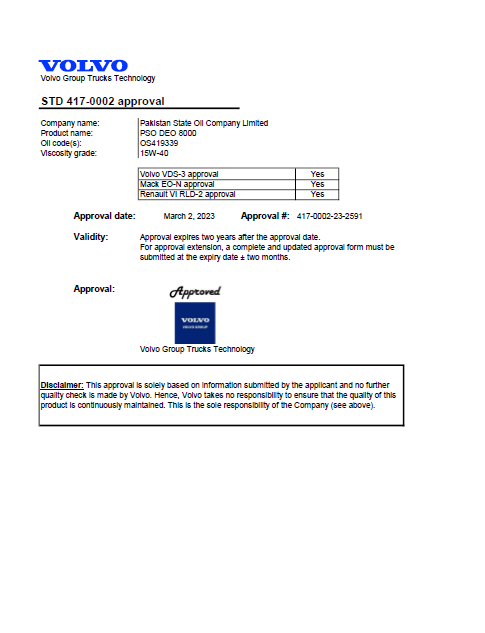 VOLVO
Volvo Group Trucks Technology
STD 417-0002 approval
Company name: Pakistan State Oil Company Limited
Product name: PSO DEO 8000
Oil code(s): OS419339
Viscosity grade: 15W-40
Volvo VDS-3 approval Yes
Mack EO-N approval Yes
Renault VI RLD-2 approval Yes
Approval date: March 2, 2023 Approval #: 417-0002-23-2591
Validity: Approval expires two years after the approval date.
For approval extension, a complete and updated approval form must be
submitted at the expiry date ± two months.
Approval: Approved
VOLVO
VOLVO GROUP
Volvo Group Trucks Technology
Disclaimer: This approval is solely based on information submitted by the applicant and no further
quality check is made by Volvo. Hence, Volvo takes no responsibility to ensure that the quality of this
product is continuously maintained. This is the sole responsibility of the Company (see above).